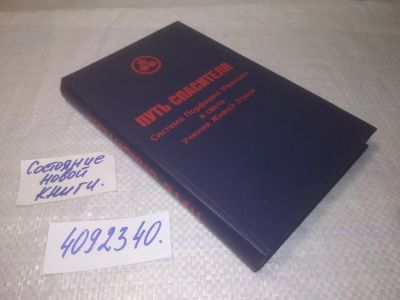 ПУТЬ СПАСИТЕЛЯ
Система Порфирия Иванова
в свете
Учения Живой Этики
Состояние
новой
книги.
4092340.